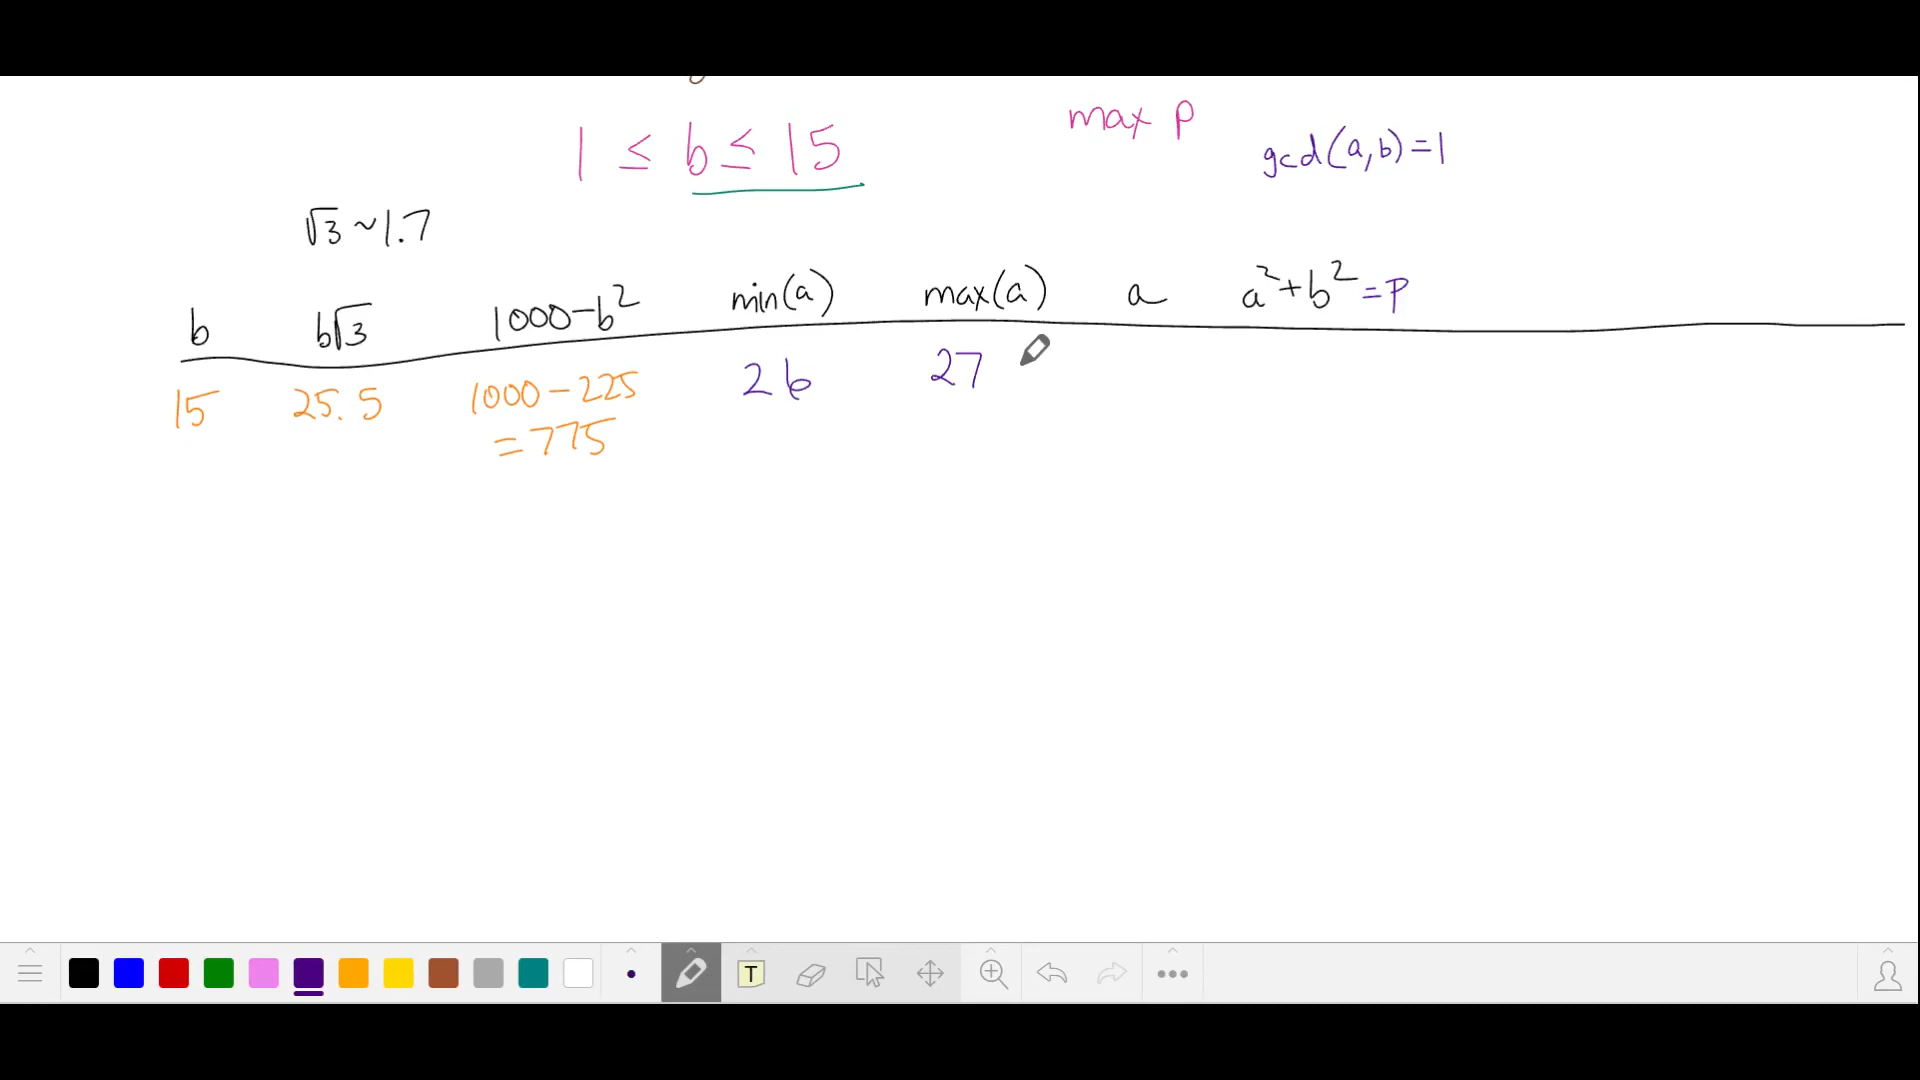 max p
1 ≤ b ≤ 15
gcd(a,b)=1
√3 ~ 1.7
b b√3 1000-b² min(a) max(a) a a²+b² =p
15 25.5 1000-225 26 27
=775
T